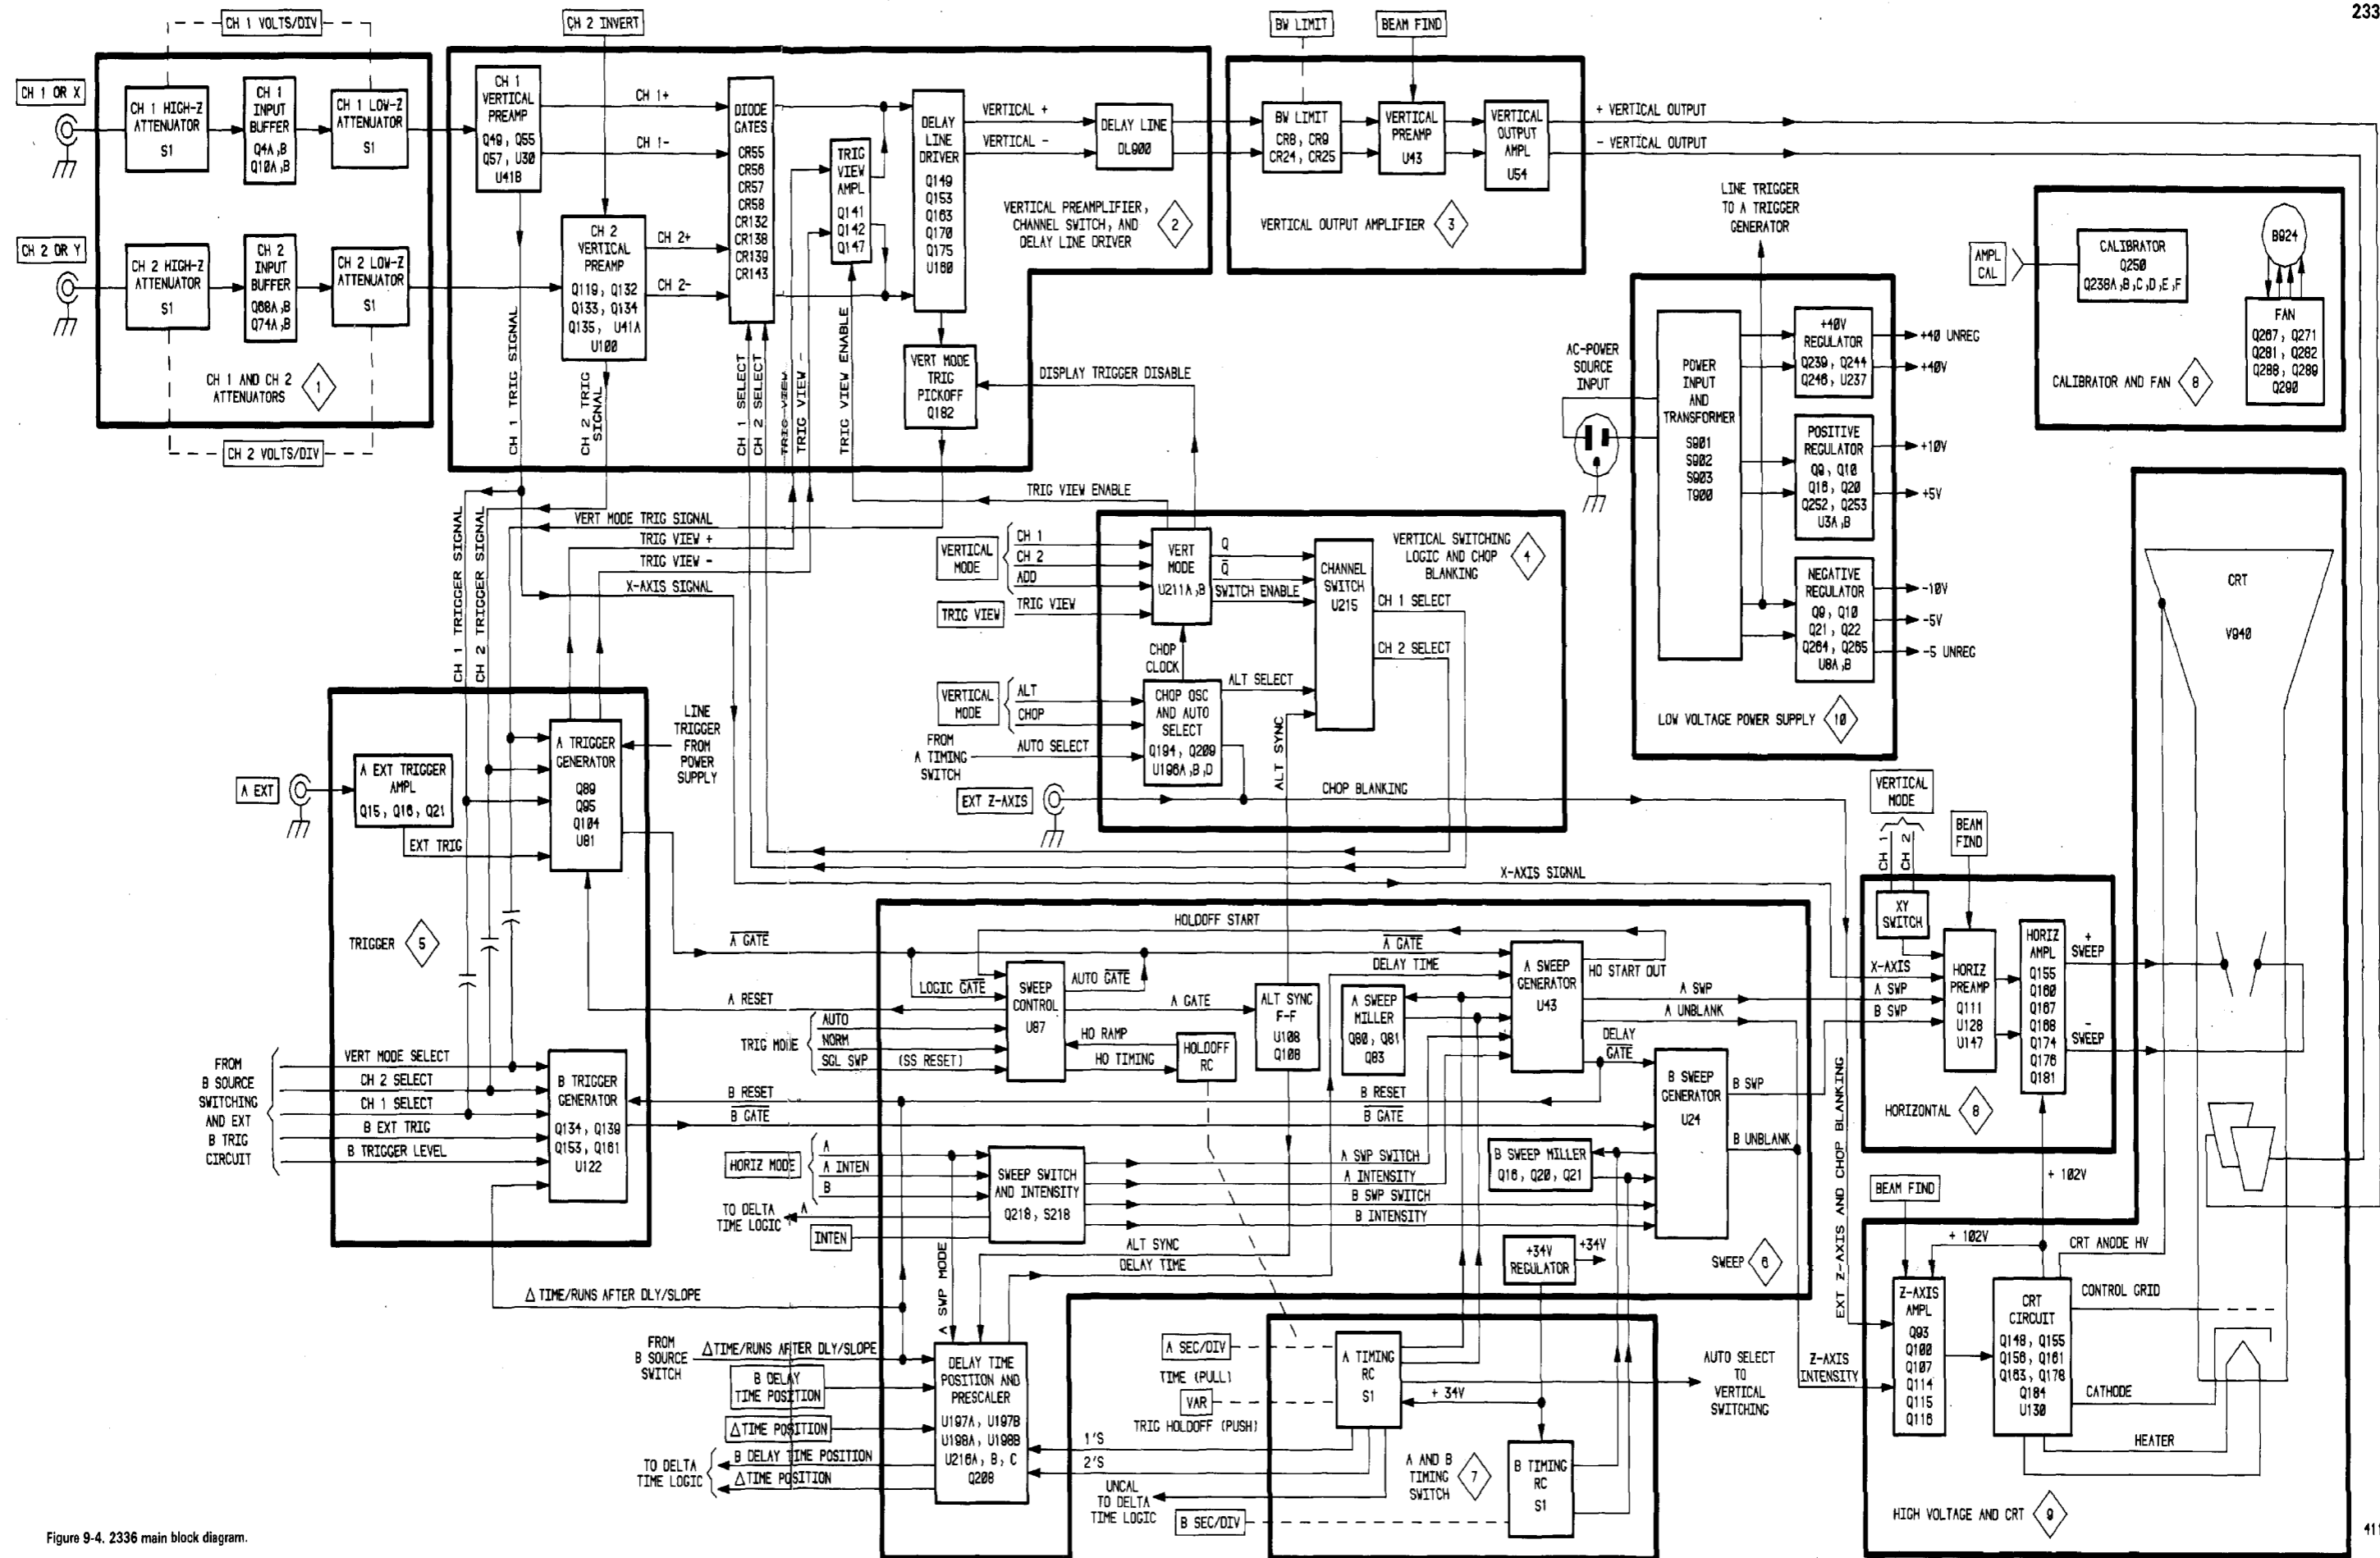 233
CH 1 VOLTS/DIV
CH 1 OR X
CH 1 HIGH-Z
ATTENUATOR
S1
CH 1
INPUT
BUFFER
Q4A,B
Q10A,B
CH 1 LOW-Z
ATTENUATOR
S1
CH 2 OR Y
CH 2 HIGH-Z
ATTENUATOR
S1
CH 2
INPUT
BUFFER
Q68A,B
Q74A,B
CH 2 LOW-Z
ATTENUATOR
S1
CH 1 AND CH 2
ATTENUATORS
1
CH 2 VOLTS/DIV
CH 2 INVERT
CH 1
VERTICAL
PREAMP
Q49, Q55
Q57, U30
U41B
CH 1+
CH 1-
CH 2
VERTICAL
PREAMP
Q119, Q132
Q133, Q134
Q135, U41A
U100
CH 2+
CH 2-
DIODE
GATES
CR55
CR56
CR57
CR58
CR132
CR138
CR139
CR143
TRIG
VIEW
AMPL
Q141
Q142
Q147
DELAY
LINE
DRIVER
Q149
Q153
Q163
Q170
Q175
U160
VERTICAL +
VERTICAL -
DELAY LINE
DL900
VERTICAL PREAMPLIFIER,
CHANNEL SWITCH, AND
DELAY LINE DRIVER
2
VERT MODE
TRIG
PICKOFF
Q182
DISPLAY TRIGGER DISABLE
CH 1 TRIG SIGNAL
CH 2 TRIG
SIGNAL
CH 1 SELECT
CH 2 SELECT
TRIG VIEW
TRIG VIEW -
TRIG VIEW ENABLE
BW LIMIT
BEAM FIND
BW LIMIT
CR8, CR9
CR24, CR25
VERTICAL
PREAMP
U43
VERTICAL
OUTPUT
AMPL
U54
VERTICAL OUTPUT AMPLIFIER
3
+ VERTICAL OUTPUT
- VERTICAL OUTPUT
LINE TRIGGER
TO A TRIGGER
GENERATOR
AMPL
CAL
CALIBRATOR
Q250
Q238A,B,C,D,E,F
B924
FAN
Q267, Q271
Q281, Q282
Q288, Q289
Q290
CALIBRATOR AND FAN
8
AC-POWER
SOURCE
INPUT
POWER
INPUT
AND
TRANSFORMER
S901
S902
S903
T900
+40V
REGULATOR
Q239, Q244
Q246, U237
+40 UNREG
+40V
POSITIVE
REGULATOR
Q9, Q10
Q16, Q20
Q252, Q253
U3A,B
+10V
+5V
NEGATIVE
REGULATOR
Q9, Q10
Q21, Q22
Q264, Q265
U8A,B
-10V
-5V
-5 UNREG
LOW VOLTAGE POWER SUPPLY
10
TRIG VIEW ENABLE
VERT MODE TRIG SIGNAL
TRIG VIEW +
TRIG VIEW -
X-AXIS SIGNAL
CH 1 TRIGGER SIGNAL
CH 2 TRIGGER SIGNAL
VERTICAL
MODE
CH 1
CH 2
ADD
TRIG VIEW
TRIG VIEW
VERT
MODE
U211A,B
Q
Q̅
SWITCH ENABLE
CHANNEL
SWITCH
U215
CH 1 SELECT
CH 2 SELECT
VERTICAL SWITCHING
LOGIC AND CHOP
BLANKING
4
CHOP
CLOCK
VERTICAL
MODE
ALT
CHOP
FROM
A TIMING
SWITCH
AUTO SELECT
CHOP OSC
AND AUTO
SELECT
Q194, Q209
U196A,B,D
ALT SELECT
ALT SYNC
EXT Z-AXIS
CHOP BLANKING
A EXT
A EXT TRIGGER
AMPL
Q15, Q16, Q21
EXT TRIG
A TRIGGER
GENERATOR
Q89
Q95
Q104
U81
LINE
TRIGGER
FROM
POWER
SUPPLY
TRIGGER
5
X-AXIS SIGNAL
FROM
B SOURCE
SWITCHING
AND EXT
B TRIG
CIRCUIT
VERT MODE SELECT
CH 2 SELECT
CH 1 SELECT
B EXT TRIG
B TRIGGER LEVEL
B TRIGGER
GENERATOR
Q134, Q139
Q153, Q161
U122
Δ TIME/RUNS AFTER DLY/SLOPE
A̅ ̅G̅A̅T̅E̅
A RESET
B RESET
B̅ ̅G̅A̅T̅E̅
HOLDOFF START
LOGIC G̅A̅T̅E̅
SWEEP
CONTROL
U87
AUTO G̅A̅T̅E̅
A GATE
TRIG MODE
AUTO
NORM
SGL SWP
(SS RESET)
HO RAMP
HO TIMING
HOLDOFF
RC
ALT SYNC
F-F
U108
Q108
A̅ ̅G̅A̅T̅E̅
DELAY TIME
A SWEEP
MILLER
Q80, Q81
Q83
A SWEEP
GENERATOR
U43
HO START OUT
A SWP
A UNBLANK
DELAY
G̅A̅T̅E̅
B RESET
B̅ ̅G̅A̅T̅E̅
B SWEEP
GENERATOR
U24
B SWP
B UNBLANK
B SWEEP MILLER
Q16, Q20, Q21
HORIZ MODE
A
A INTEN
B
TO DELTA
TIME LOGIC
A
INTEN
SWEEP SWITCH
AND INTENSITY
Q218, S218
A SWP SWITCH
A INTENSITY
B SWP SWITCH
B INTENSITY
ALT SYNC
DELAY TIME
A SWP MODE
+34V
REGULATOR
+34V
SWEEP
6
FROM
B SOURCE
SWITCH
ΔTIME/RUNS AFTER DLY/SLOPE
B DELAY
TIME POSITION
ΔTIME POSITION
TO DELTA
TIME LOGIC
B DELAY TIME POSITION
ΔTIME POSITION
DELAY TIME
POSITION AND
PRESCALER
U197A, U197B
U198A, U198B
U216A, B, C
Q208
A SEC/DIV
TIME (PULL)
VAR
TRIG HOLDOFF (PUSH)
A TIMING
RC
S1
+ 34V
1'S
2'S
UNCAL
TO DELTA
TIME LOGIC
B SEC/DIV
A AND B
TIMING
SWITCH
7
B TIMING
RC
S1
AUTO SELECT
TO
VERTICAL
SWITCHING
VERTICAL
MODE
CH 1
CH 2
BEAM
FIND
XY
SWITCH
X-AXIS
A SWP
B SWP
HORIZ
PREAMP
Q111
U128
U147
HORIZ
AMPL
Q155
Q160
Q167
Q168
Q174
Q176
Q181
+
SWEEP
-
SWEEP
HORIZONTAL
8
EXT Z-AXIS AND CHOP BLANKING
CRT
V940
BEAM FIND
+ 102V
+ 102V
CRT ANODE HV
Z-AXIS
AMPL
Q93
Q100
Q107
Q114
Q115
Q116
Z-AXIS
INTENSITY
CRT
CIRCUIT
Q148, Q155
Q156, Q161
Q163, Q178
Q184
U130
CONTROL GRID
CATHODE
HEATER
HIGH VOLTAGE AND CRT
9
Figure 9-4. 2336 main block diagram.
411